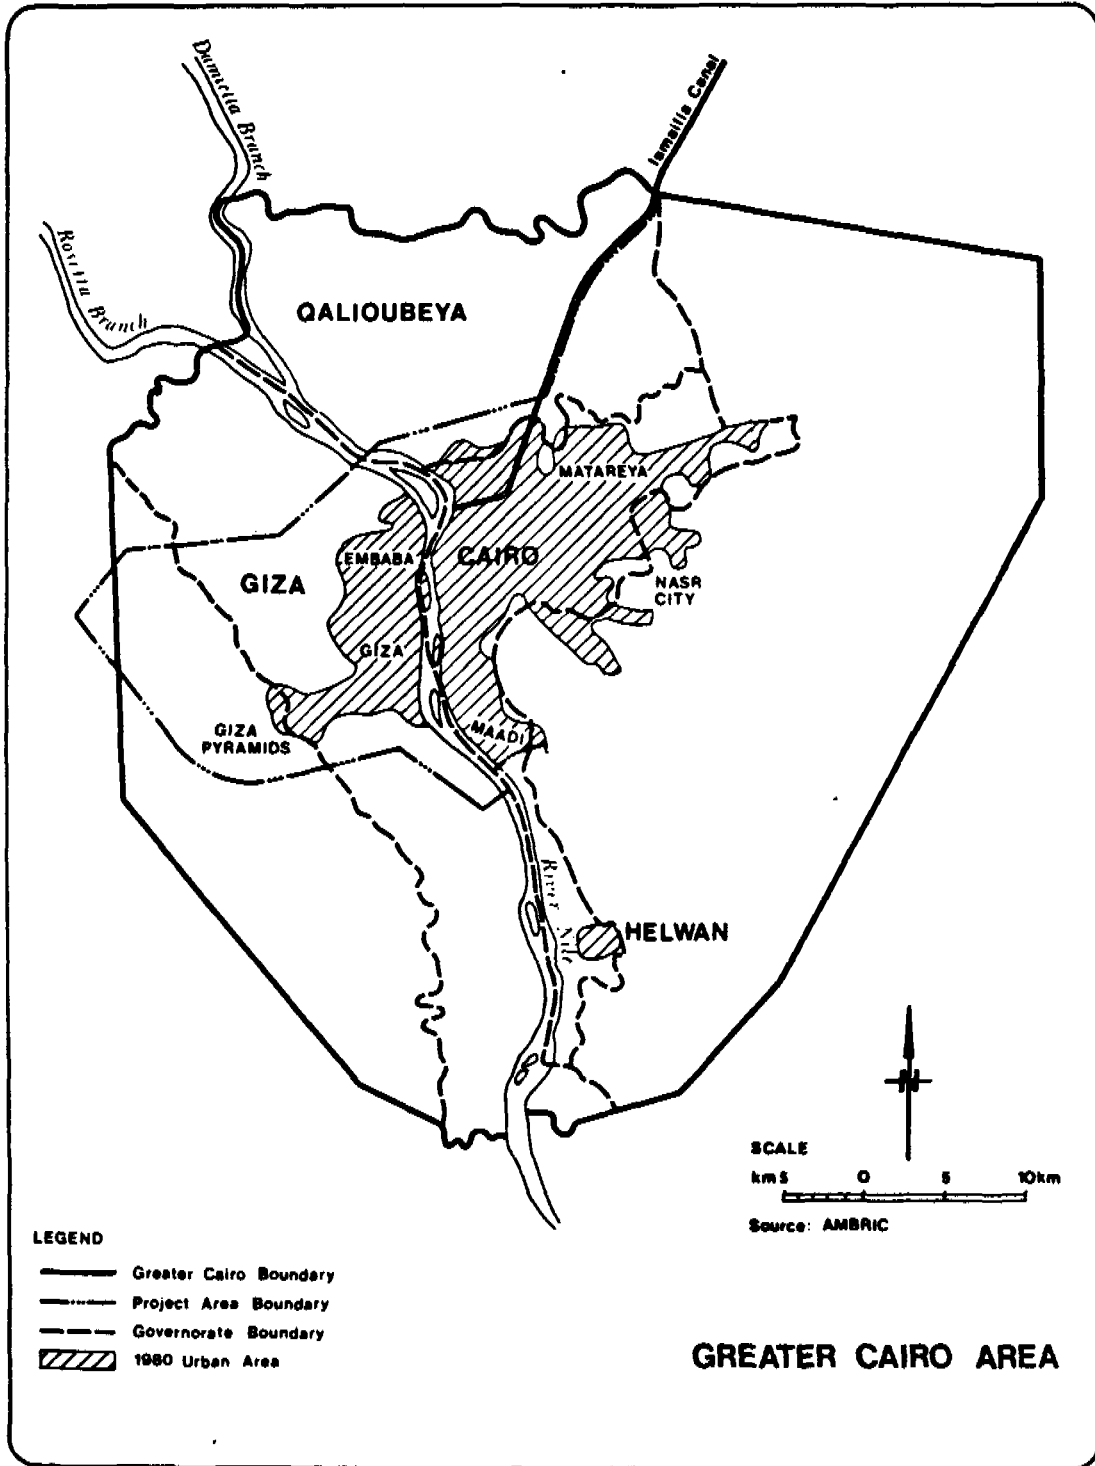 Damietta Branch
Ismailia Canal
Rosetta Branch
QALIOUBEYA
MATAREYA
EMBABA
CAIRO
GIZA
NASR
CITY
GIZA
GIZA
PYRAMIDS
MAADI
River Nile
HELWAN
N
SCALE
km 5 0 5 10km
Source: AMBRIC
LEGEND
Greater Cairo Boundary
Project Area Boundary
Governorate Boundary
1980 Urban Area
GREATER CAIRO AREA